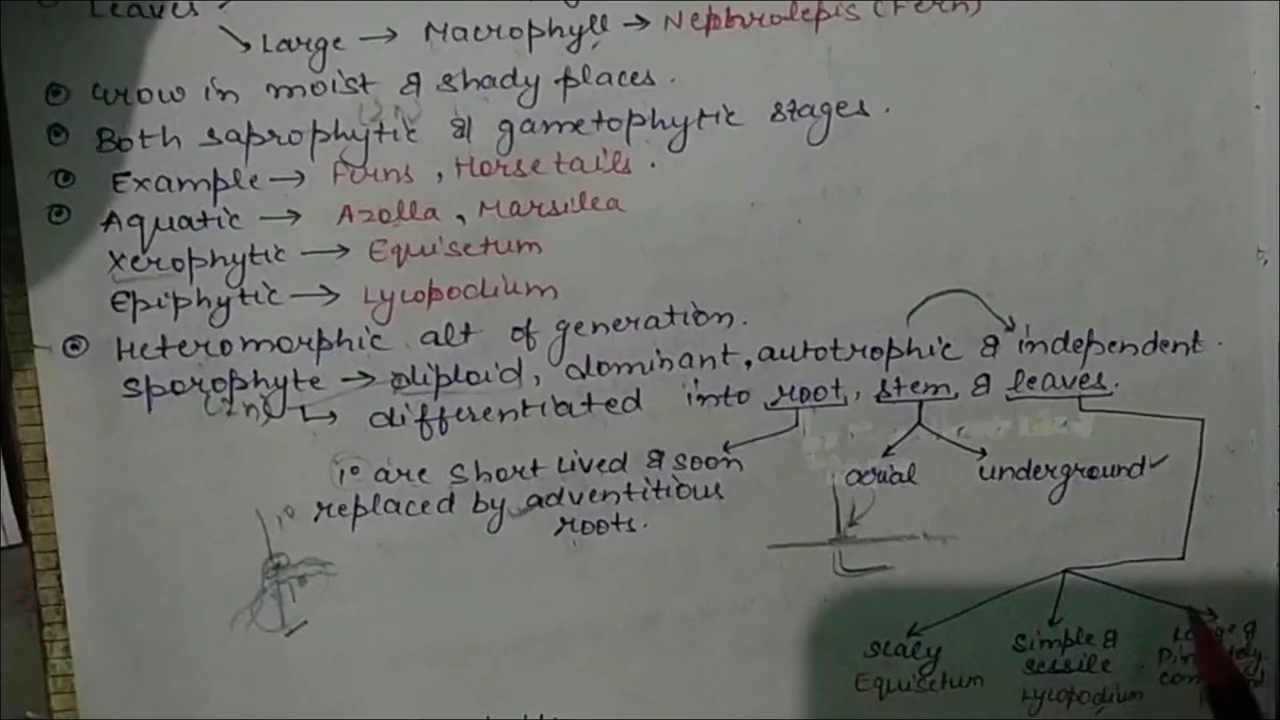 Leaves
Large → Macrophyll → Nephrolepis (Fern)
Grow in moist & shady places.
Both saprophytic & gametophytic stages.
Example → Ferns, Horse tails.
Aquatic → Azolla, Marsilea
Xerophytic → Equisetum
Epiphytic → Lycopodium
Heteromorphic alt of generation.
sporophyte → diploid, dominant, autotrophic & independent.
(2n) ↳ differentiated into root, stem & leaves.
1° are short lived & soon
replaced by adventitious
roots.
aerial
underground
1°
scaly
Equisetum
simple &
sessile
Lycopodium